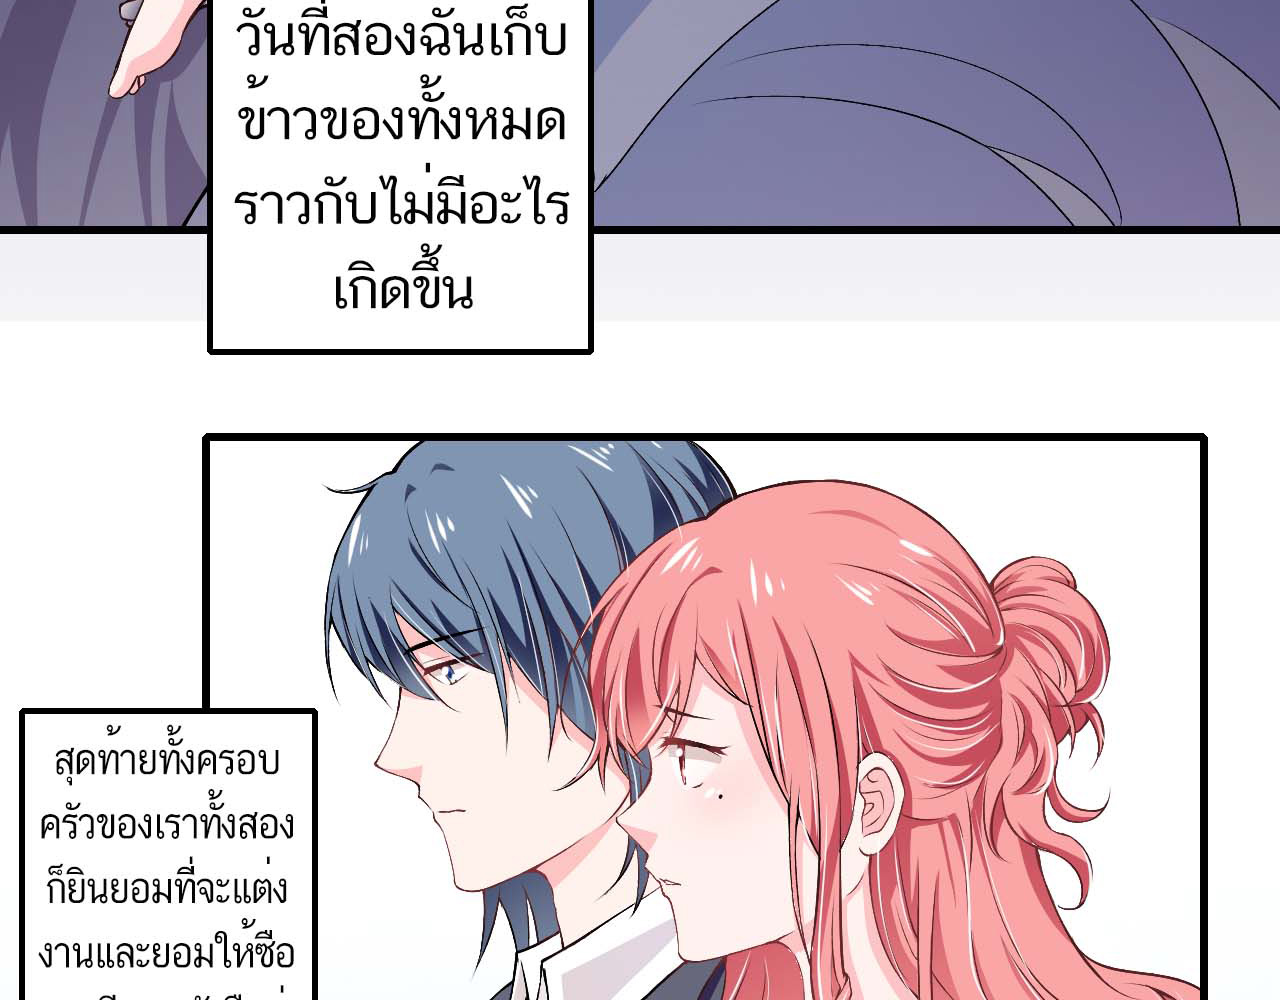 วันที่สองฉันเก็บ
ข้าวของทั้งหมด
ราวกับไม่มีอะไร
เกิดขึ้น
สุดท้ายทั้งครอบ
ครัวของเราทั้งสอง
ก็ยินยอมที่จะแต่ง
งานและยอมให้ซือ